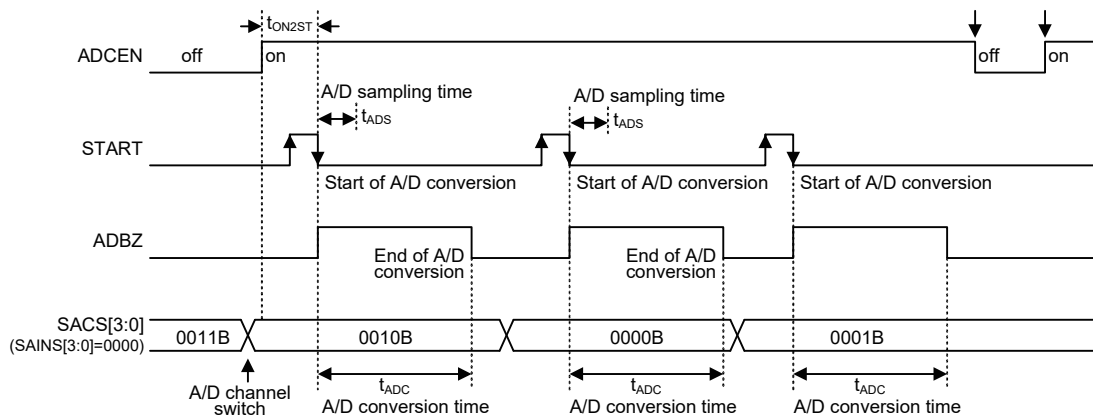 tON2ST
ADCEN off on off on
A/D sampling time A/D sampling time
tADS tADS
START
Start of A/D conversion Start of A/D conversion Start of A/D conversion
ADBZ
End of A/D End of A/D
conversion conversion
SACS[3:0]
(SAINS[3:0]=0000)
0011B 0010B 0000B 0001B
A/D channel
switch
tADC tADC tADC
A/D conversion time A/D conversion time A/D conversion time